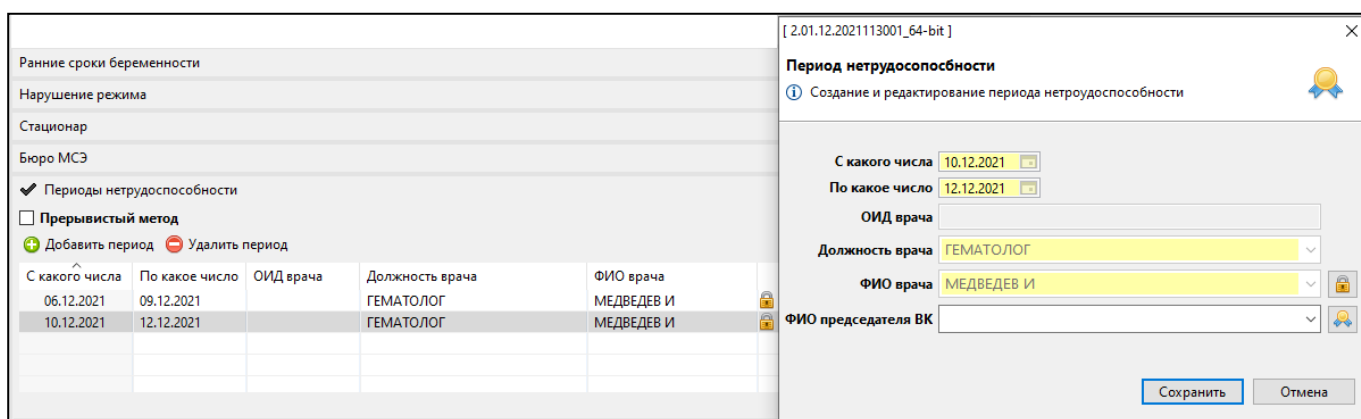 Ранние сроки беременности
Нарушение режима
Стационар
Бюро МСЭ
Периоды нетрудоспособности
Прерывистый метод
Добавить период Удалить период
С какого числа По какое число ОИД врача Должность врача ФИО врача
06.12.2021 09.12.2021 ГЕМАТОЛОГ МЕДВЕДЕВ И
10.12.2021 12.12.2021 ГЕМАТОЛОГ МЕДВЕДЕВ И
[ 2.01.12.2021113001_64-bit ]
Период нетрудосопосбности
Создание и редактирование периода нетроудоспособности
С какого числа 10.12.2021
По какое число 12.12.2021
ОИД врача
Должность врача ГЕМАТОЛОГ
ФИО врача МЕДВЕДЕВ И
ФИО председателя ВК
Сохранить Отмена